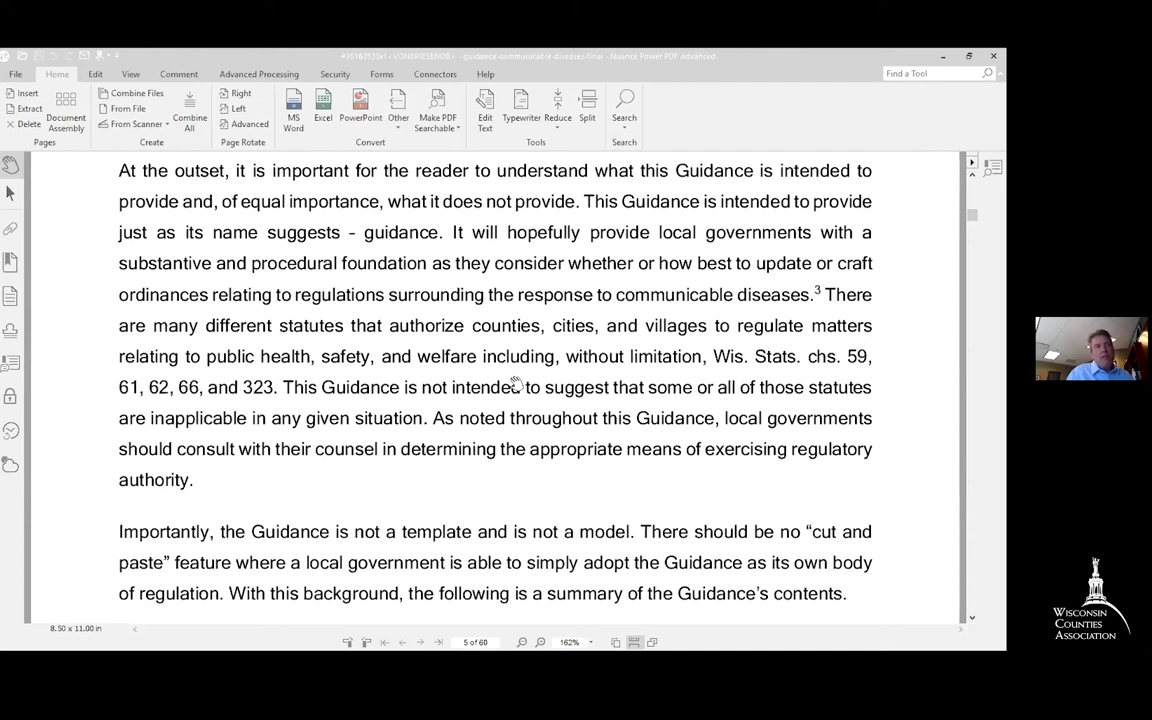 #35163533v1 - VONBRIESENDB - guidance-communicable-diseases-final - Nuance Power PDF Advanced
File Home Edit View Comment Advanced Processing Security Forms Connectors Help Find a Tool
Insert
Extract
Delete
Document
Assembly
Pages
Combine Files
From File
From Scanner
Combine
All
Create
Right
Left
Advanced
Page Rotate
MS
Word
Excel
PowerPoint
Other
Make PDF
Searchable
Convert
Edit
Text
Typewriter
Reduce
Split
Tools
Search
Search
At the outset, it is important for the reader to understand what this Guidance is intended to
provide and, of equal importance, what it does not provide. This Guidance is intended to provide
just as its name suggests - guidance. It will hopefully provide local governments with a
substantive and procedural foundation as they consider whether or how best to update or craft
ordinances relating to regulations surrounding the response to communicable diseases.3 There
are many different statutes that authorize counties, cities, and villages to regulate matters
relating to public health, safety, and welfare including, without limitation, Wis. Stats. chs. 59,
61, 62, 66, and 323. This Guidance is not intended to suggest that some or all of those statutes
are inapplicable in any given situation. As noted throughout this Guidance, local governments
should consult with their counsel in determining the appropriate means of exercising regulatory
authority.
Importantly, the Guidance is not a template and is not a model. There should be no “cut and
paste” feature where a local government is able to simply adopt the Guidance as its own body
of regulation. With this background, the following is a summary of the Guidance’s contents.
8.50 x 11.00 in
5 of 60
162%
WISCONSIN
COUNTIES
ASSOCIATION